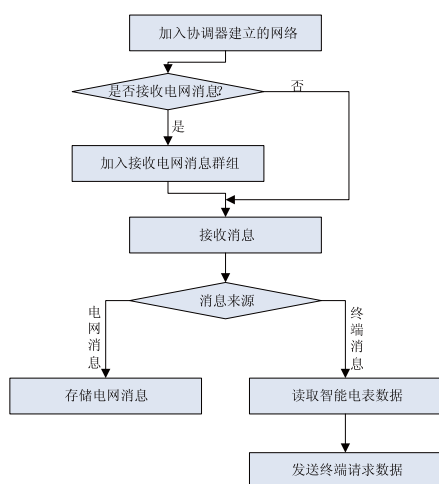 加入协调器建立的网络
是否接收电网消息?
否
是
加入接收电网消息群组
接收消息
消息来源
电网消息
终端消息
存储电网消息
读取智能电表数据
发送终端请求数据